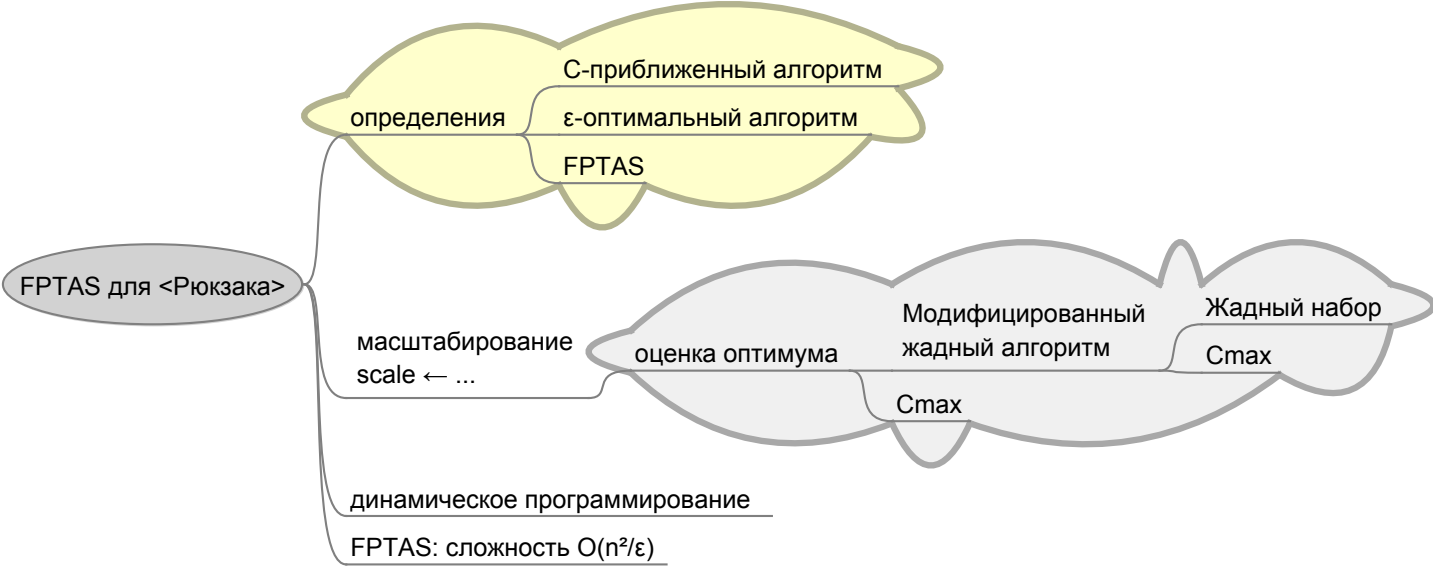 FPTAS для <Рюкзака>
определения
C-приближенный алгоритм
ε-оптимальный алгоритм
FPTAS
масштабирование
scale ← ...
оценка оптимума
Модифицированный
жадный алгоритм
Жадный набор
Cmax
Cmax
динамическое программирование
FPTAS: сложность O(n²/ε)